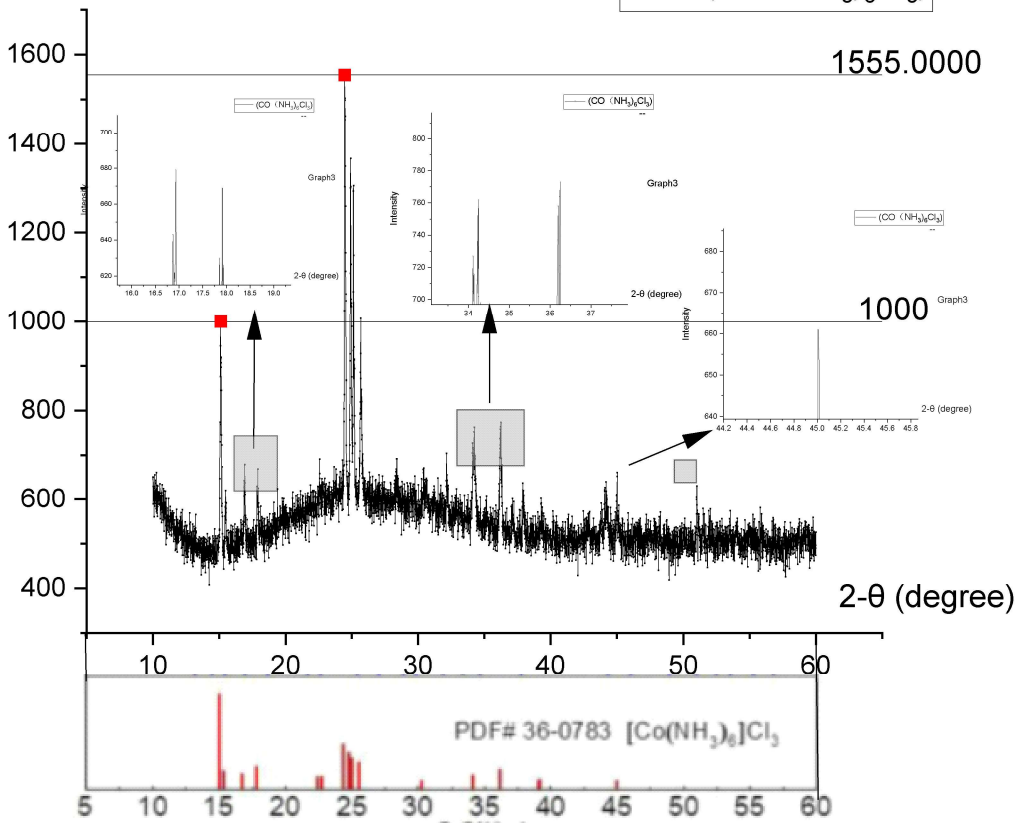 1600
1400
1200
1000
800
600
400
1555.0000
1000
2-θ (degree)
10 20 30 40 50 60
(CO（NH₃)₆Cl₃)
--
Graph3
Intensity
700
680
660
640
620
16.0 16.5 17.0 17.5 18.0 18.5 19.0
2-θ (degree)
(CO（NH₃)₆Cl₃)
--
Graph3
Intensity
800
780
760
740
720
700
34 35 36 37
2-θ (degree)
(CO（NH₃)₆Cl₃)
--
Graph3
Intensity
680
670
660
650
640
44.2 44.4 44.6 44.8 45.0 45.2 45.4 45.6 45.8
2-θ (degree)
PDF# 36-0783 [Co(NH₃)₆]Cl₃
5 10 15 20 25 30 35 40 45 50 55 60